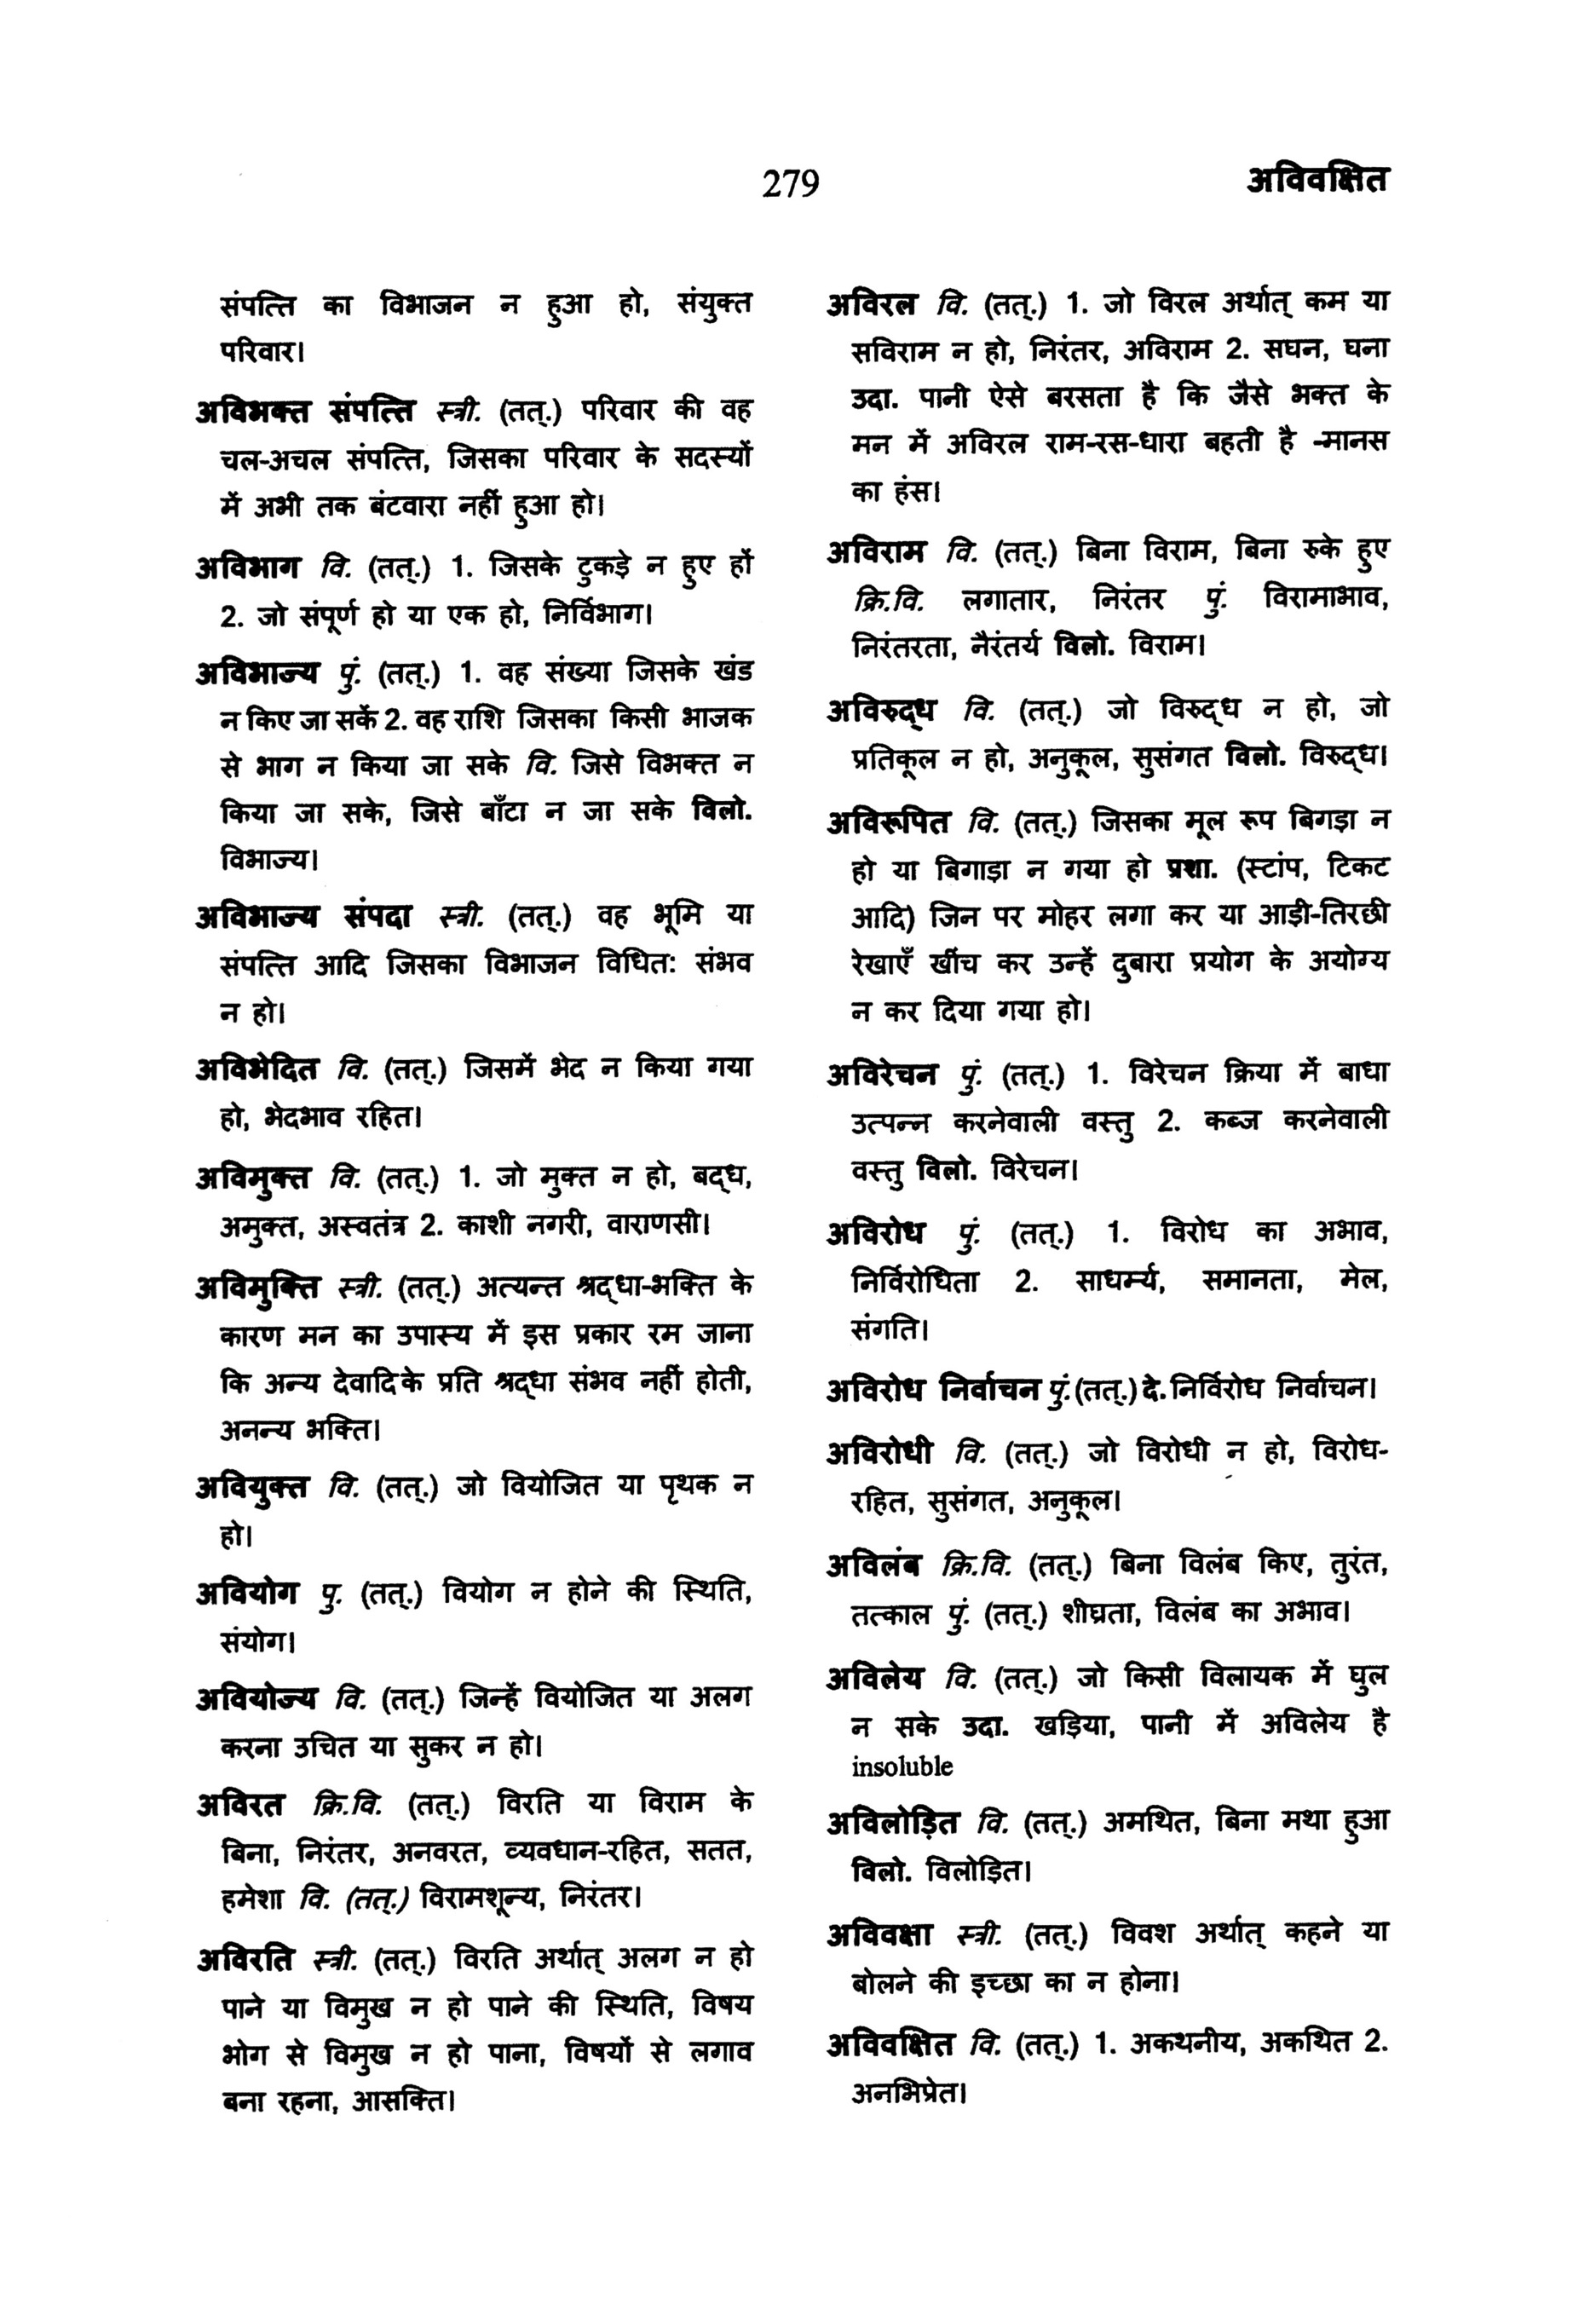 279
अविवक्षित
संपत्ति का विभाजन न हुआ हो, संयुक्त
परिवार।
अविभक्त संपत्ति स्त्री. (तत्.) परिवार की वह
चल-अचल संपत्ति, जिसका परिवार के सदस्यों
में अभी तक बंटवारा नहीं हुआ हो।
अविभाग वि. (तत्.) 1. जिसके टुकड़े न हुए हों
2. जो संपूर्ण हो या एक हो, निर्विभाग।
अविभाज्य पुं. (तत्.) 1. वह संख्या जिसके खंड
न किए जा सकें 2. वह राशि जिसका किसी भाजक
से भाग न किया जा सके वि. जिसे विभक्त न
किया जा सके, जिसे बाँटा न जा सके विलो.
विभाज्य।
अविभाज्य संपदा स्त्री. (तत्.) वह भूमि या
संपत्ति आदि जिसका विभाजन विधित: संभव
न हो।
अविभेदित वि. (तत्.) जिसमें भेद न किया गया
हो, भेदभाव रहित।
अविमुक्त वि. (तत्.) 1. जो मुक्त न हो, बद्ध,
अमुक्त, अस्वतंत्र 2. काशी नगरी, वाराणसी।
अविमुक्ति स्त्री. (तत्.) अत्यन्त श्रद्धा-भक्ति के
कारण मन का उपास्य में इस प्रकार रम जाना
कि अन्य देवादिके प्रति श्रद्धा संभव नहीं होती,
अनन्य भक्ति।
अवियुक्त वि. (तत्.) जो वियोजित या पृथक न
हो।
अवियोग पु. (तत्.) वियोग न होने की स्थिति,
संयोग।
अवियोज्य वि. (तत्.) जिन्हें वियोजित या अलग
करना उचित या सुकर न हो।
अविरत क्रि.वि. (तत्.) विरति या विराम के
बिना, निरंतर, अनवरत, व्यवधान-रहित, सतत,
हमेशा वि. (तत्.) विरामशून्य, निरंतर।
अविरति स्त्री. (तत्.) विरति अर्थात् अलग न हो
पाने या विमुख न हो पाने की स्थिति, विषय
भोग से विमुख न हो पाना, विषयों से लगाव
बना रहना, आसक्ति।
अविरल वि. (तत्.) 1. जो विरल अर्थात् कम या
सविराम न हो, निरंतर, अविराम 2. सघन, घना
उदा. पानी ऐसे बरसता है कि जैसे भक्त के
मन में अविरल राम-रस-धारा बहती है -मानस
का हंस।
अविराम वि. (तत्.) बिना विराम, बिना रुके हुए
क्रि.वि. लगातार, निरंतर पुं. विरामाभाव,
निरंतरता, नैरंतर्य विलो. विराम।
अविरुद्ध वि. (तत्.) जो विरुद्ध न हो, जो
प्रतिकूल न हो, अनुकूल, सुसंगत विलो. विरुद्ध।
अविरूपित वि. (तत्.) जिसका मूल रूप बिगड़ा न
हो या बिगाड़ा न गया हो प्रशा. (स्टांप, टिकट
आदि) जिन पर मोहर लगा कर या आड़ी-तिरछी
रेखाएँ खींच कर उन्हें दुबारा प्रयोग के अयोग्य
न कर दिया गया हो।
अविरेचन पुं. (तत्.) 1. विरेचन क्रिया में बाधा
उत्पन्न करनेवाली वस्तु 2. कब्ज करनेवाली
वस्तु विलो. विरेचन।
अविरोध पुं. (तत्.) 1. विरोध का अभाव,
निर्विरोधिता 2. साधर्म्य, समानता, मेल,
संगति।
अविरोध निर्वाचन पुं.(तत्.) दे. निर्विरोध निर्वाचन।
अविरोधी वि. (तत्.) जो विरोधी न हो, विरोध-
रहित, सुसंगत, अनुकूल।
अविलंब क्रि.वि. (तत्.) बिना विलंब किए, तुरंत,
तत्काल पुं. (तत्.) शीघ्रता, विलंब का अभाव।
अविलेय वि. (तत्.) जो किसी विलायक में घुल
न सके उदा. खड़िया, पानी में अविलेय है
insoluble
अविलोड़ित वि. (तत्.) अमथित, बिना मथा हुआ
विलो. विलोड़ित।
अविवक्षा स्त्री. (तत्.) विवश अर्थात् कहने या
बोलने की इच्छा का न होना।
अविवक्षित वि. (तत्.) 1. अकथनीय, अकथित 2.
अनभिप्रेत।